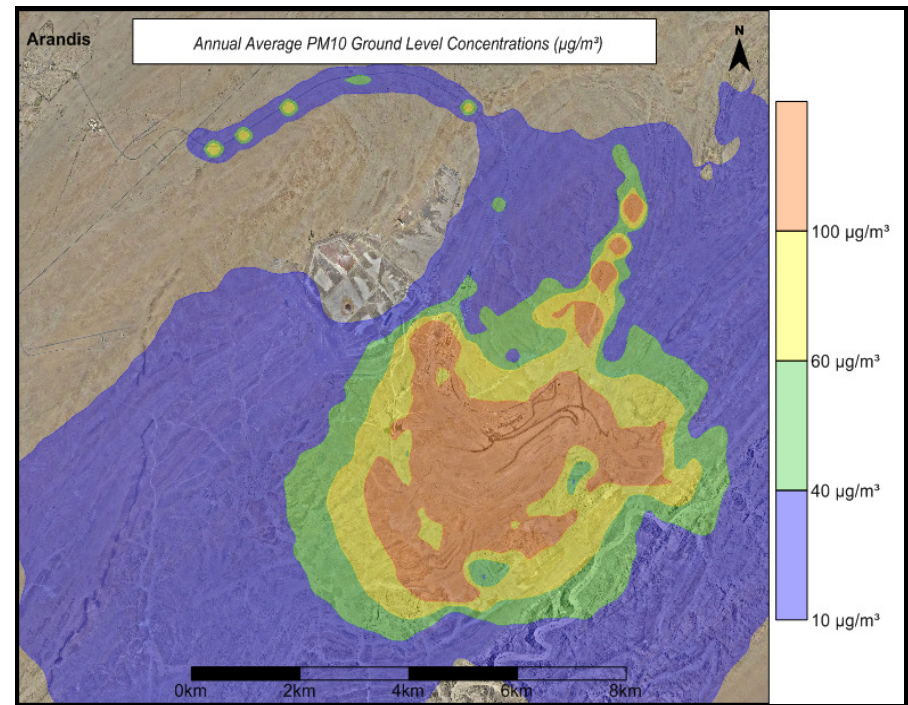 Arandis
Annual Average PM10 Ground Level Concentrations (µg/m³)
N
100 µg/m³
60 µg/m³
40 µg/m³
10 µg/m³
0km
2km
4km
6km
8km